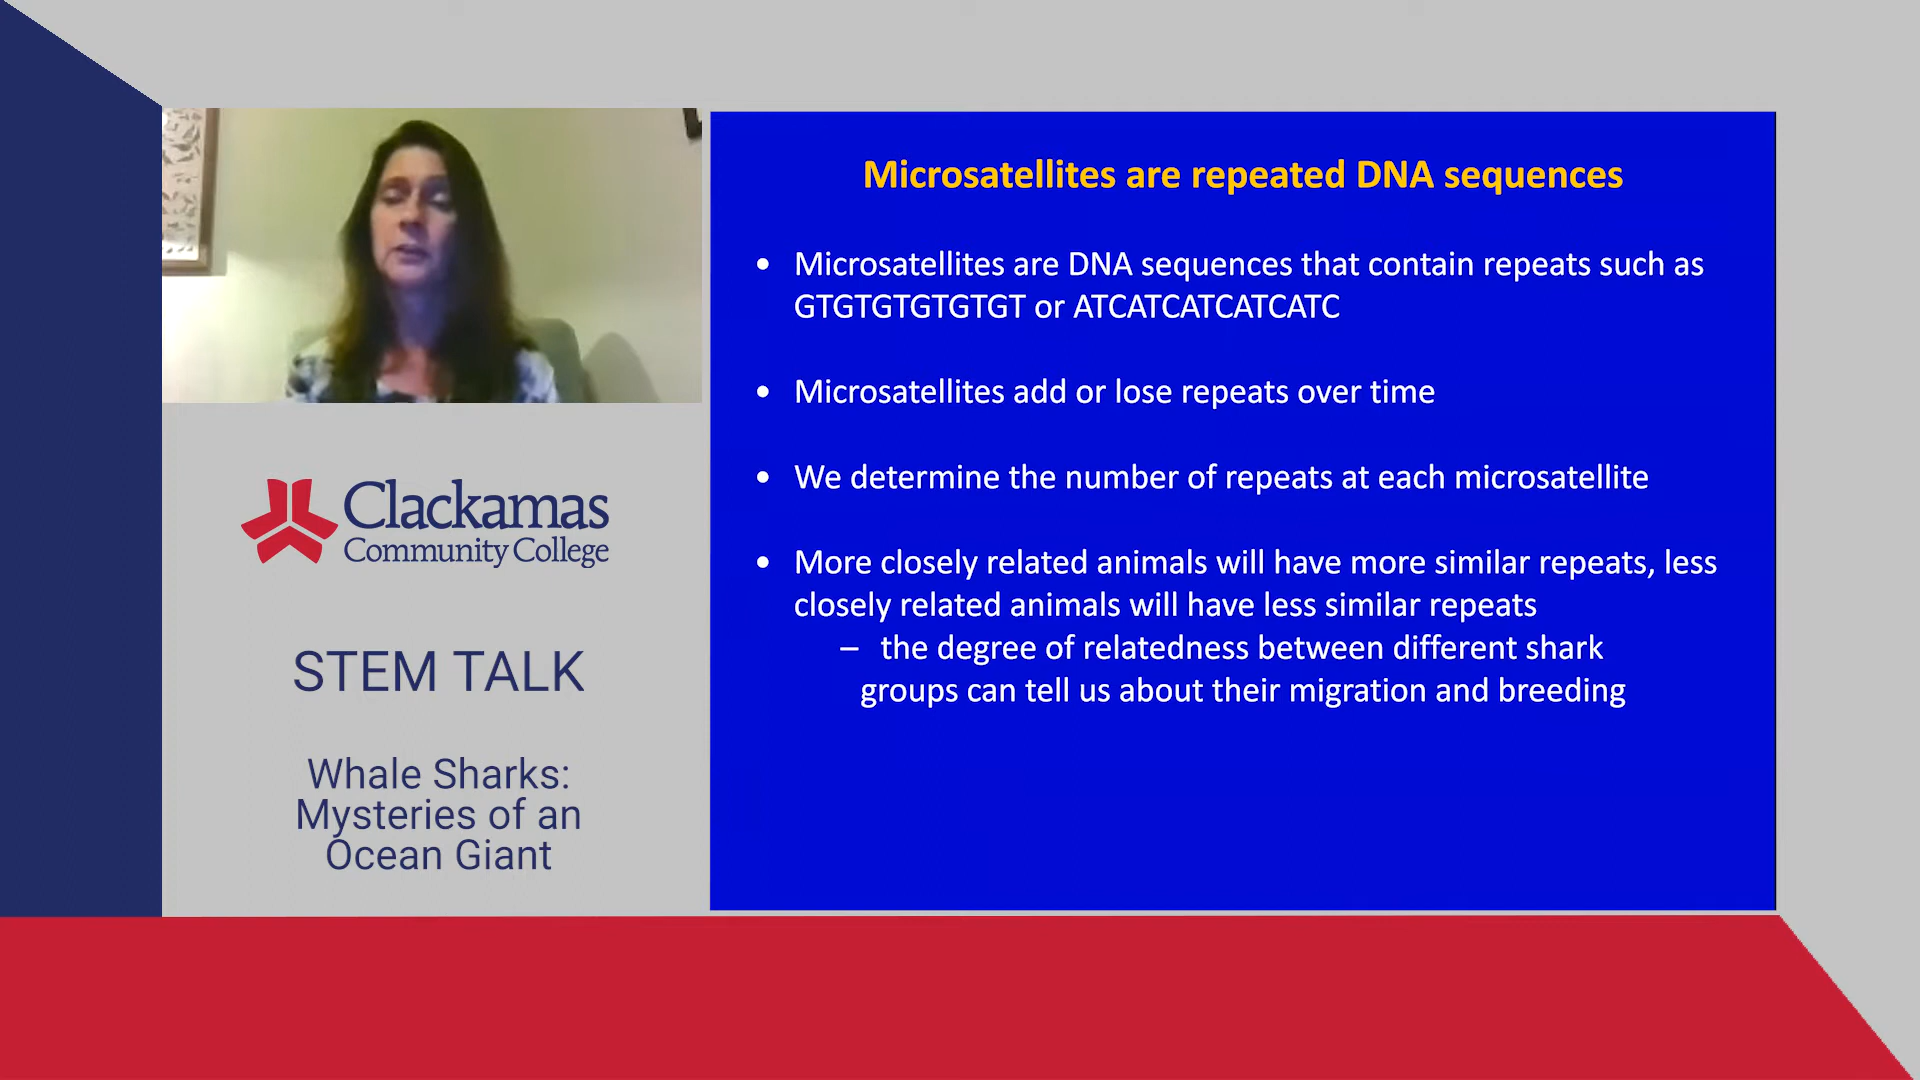 Clackamas
Community College
STEM TALK
Whale Sharks:
Mysteries of an
Ocean Giant
Microsatellites are repeated DNA sequences
• Microsatellites are DNA sequences that contain repeats such as
GTGTGTGTGTGT or ATCATCATCATCATC
• Microsatellites add or lose repeats over time
• We determine the number of repeats at each microsatellite
• More closely related animals will have more similar repeats, less
closely related animals will have less similar repeats
– the degree of relatedness between different shark
groups can tell us about their migration and breeding